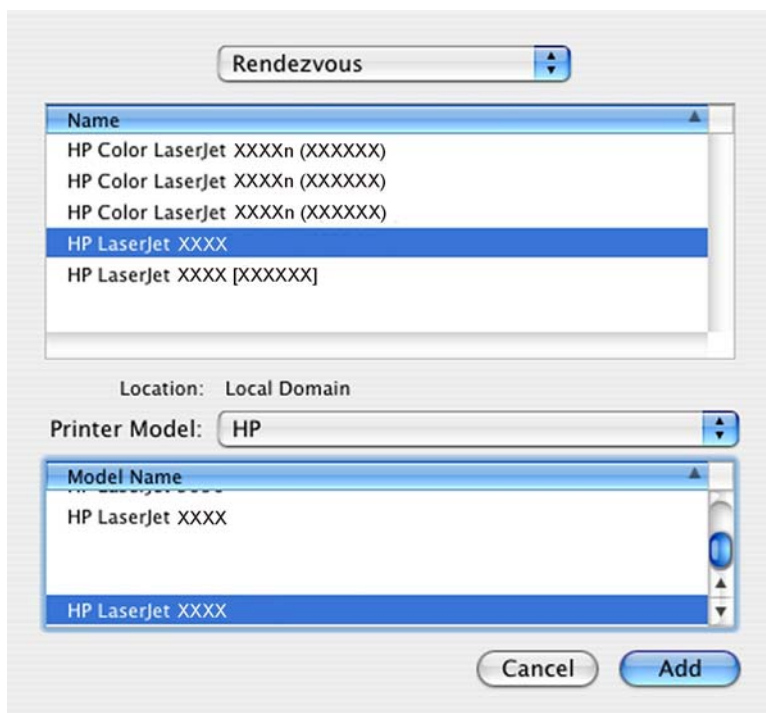 Rendezvous
Name
HP Color LaserJet XXXXn (XXXXXX)
HP Color LaserJet XXXXn (XXXXXX)
HP Color LaserJet XXXXn (XXXXXX)
HP LaserJet XXXX
HP LaserJet XXXX [XXXXXX]
Location: Local Domain
Printer Model: HP
Model Name
HP LaserJet XXXX
HP LaserJet XXXX
Cancel Add